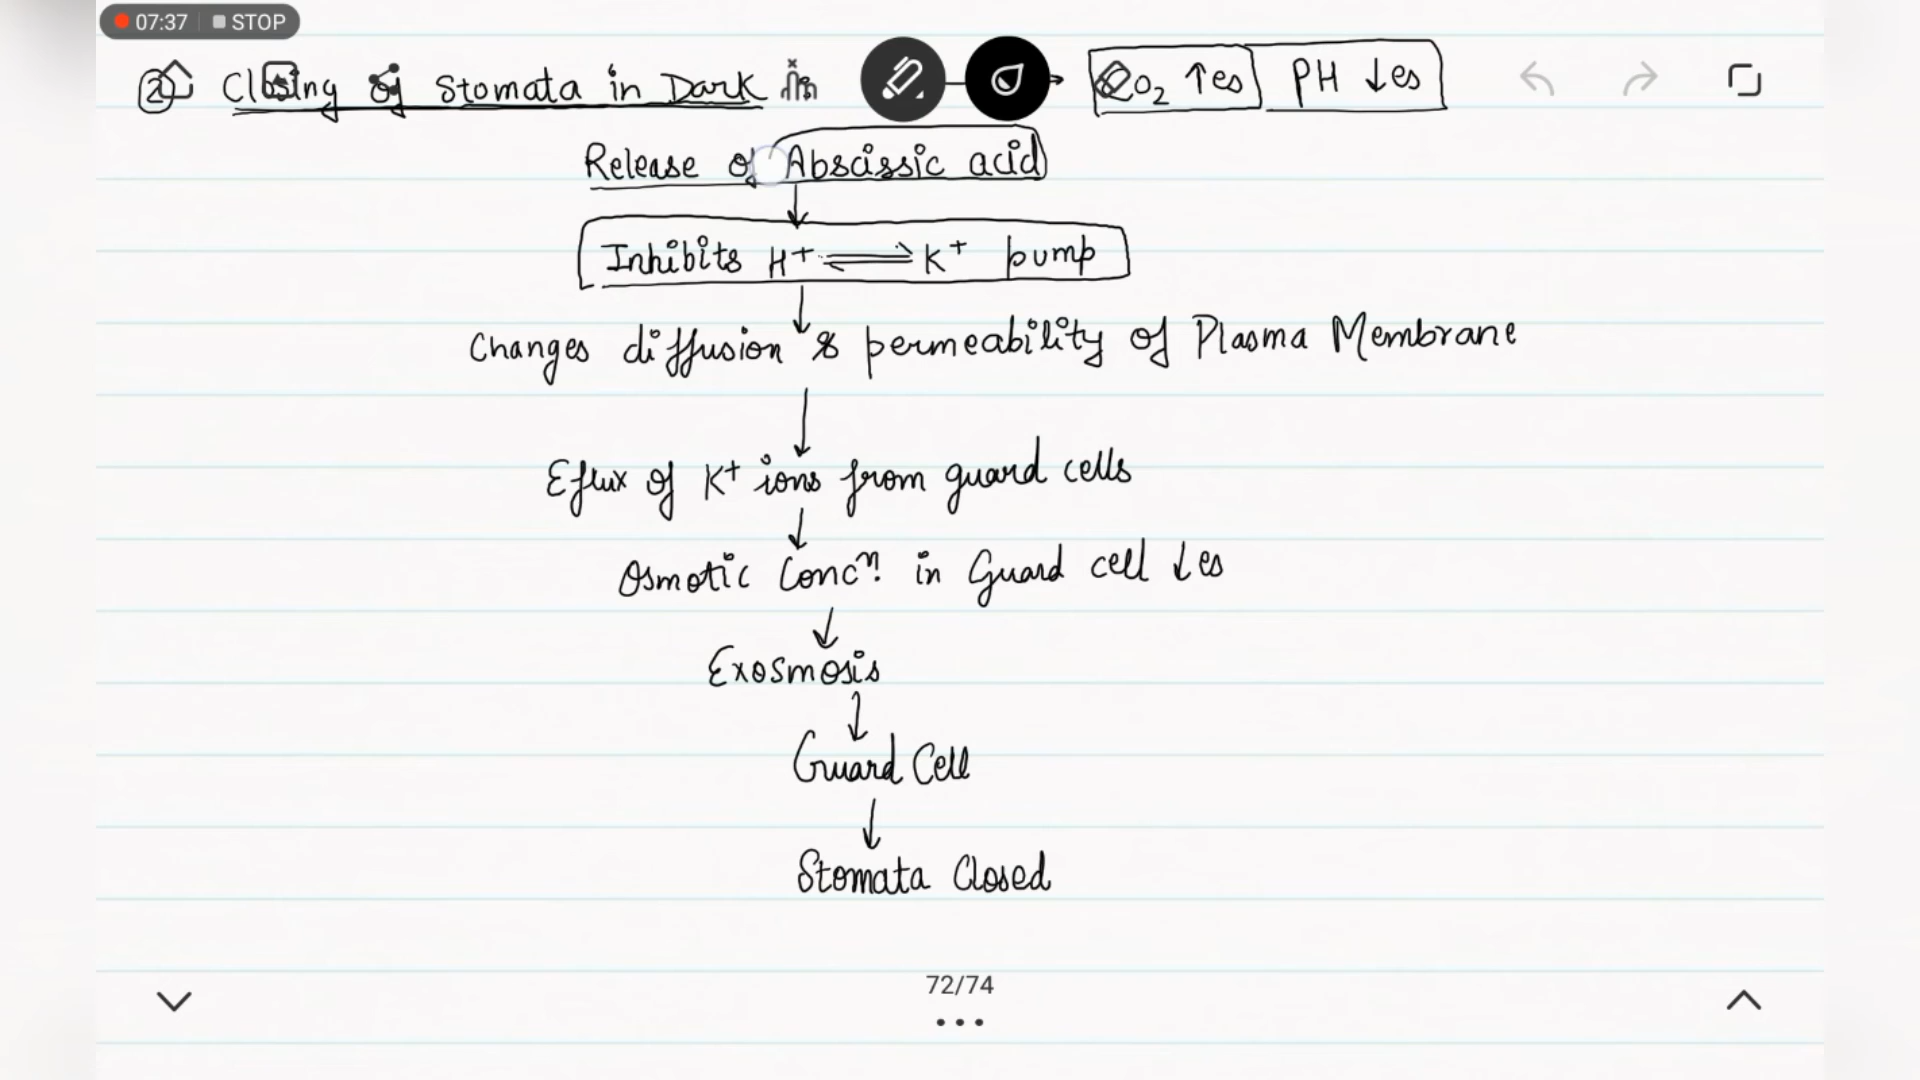 07:37 STOP
② Closing of Stomata in Dark CO₂ ↑es PH ↓es
Release of Abscissic acid
Inhibits H⁺ ⇌ K⁺ pump
Changes diffusion & permeability of Plasma Membrane
Eflux of K⁺ ions from guard cells
Osmotic Concⁿ. in Guard cell ↓es
Exosmosis
Guard Cell
Stomata Closed
72/74